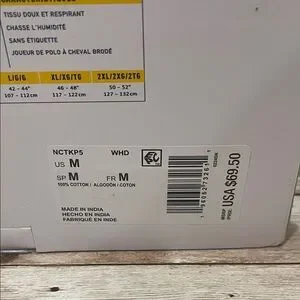 CARACTÉRISTIQUES
TISSU DOUX ET RESPIRANT
CHASSE L'HUMIDITÉ
SANS ÉTIQUETTE
JOUEUR DE POLO À CHEVAL BRODÉ
L/G/G XL/XG/TG 2XL/2XG/2TG
42 – 44" 46 – 48" 50 – 52"
107 – 112cm 117 – 122cm 127 – 132cm
NCTKP5 WHD
US M
SP M FR M
100% COTTON / ALGODÓN / COTON
MADE IN INDIA
HECHO EN INDIA
FABRIQUÉ EN INDE
USA $69.50